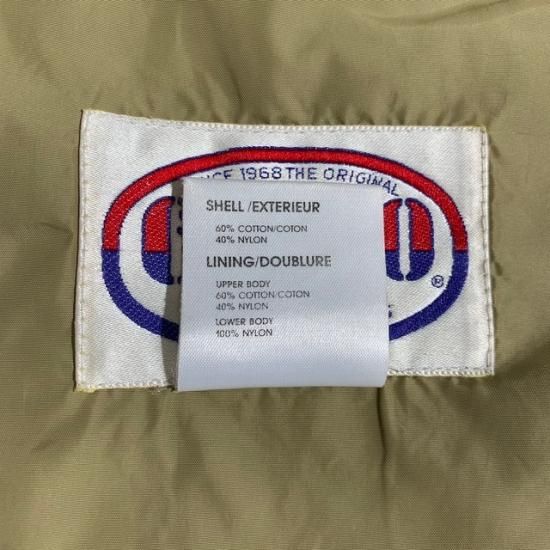 CE 1968 THE ORIGINAL
SHELL /EXTERIEUR
60% COTTON/COTON
40% NYLON
LINING/DOUBLURE
UPPER BODY
60% COTTON/COTON
40% NYLON
LOWER BODY
100% NYLON
®